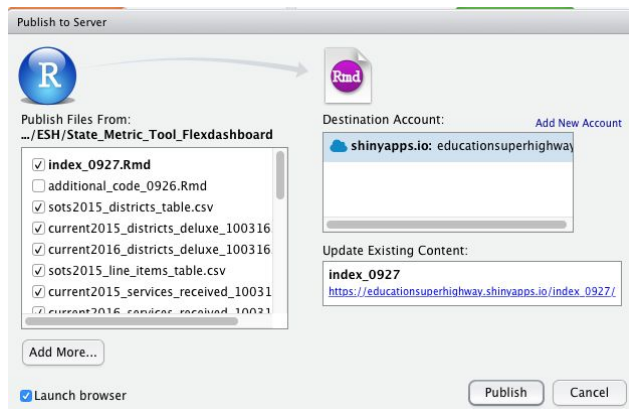 Publish to Server
R
Rmd
Publish Files From:
.../ESH/State_Metric_Tool_Flexdashboard
Destination Account:
Add New Account
index_0927.Rmd
additional_code_0926.Rmd
sots2015_districts_table.csv
current2015_districts_deluxe_100316
current2016_districts_deluxe_100316
sots2015_line_items_table.csv
current2015_services_received_10031
current2016_services_received_10031
shinyapps.io: educationsuperhighway
Update Existing Content:
index_0927
https://educationsuperhighway.shinyapps.io/index_0927/
Add More...
Launch browser
Publish
Cancel